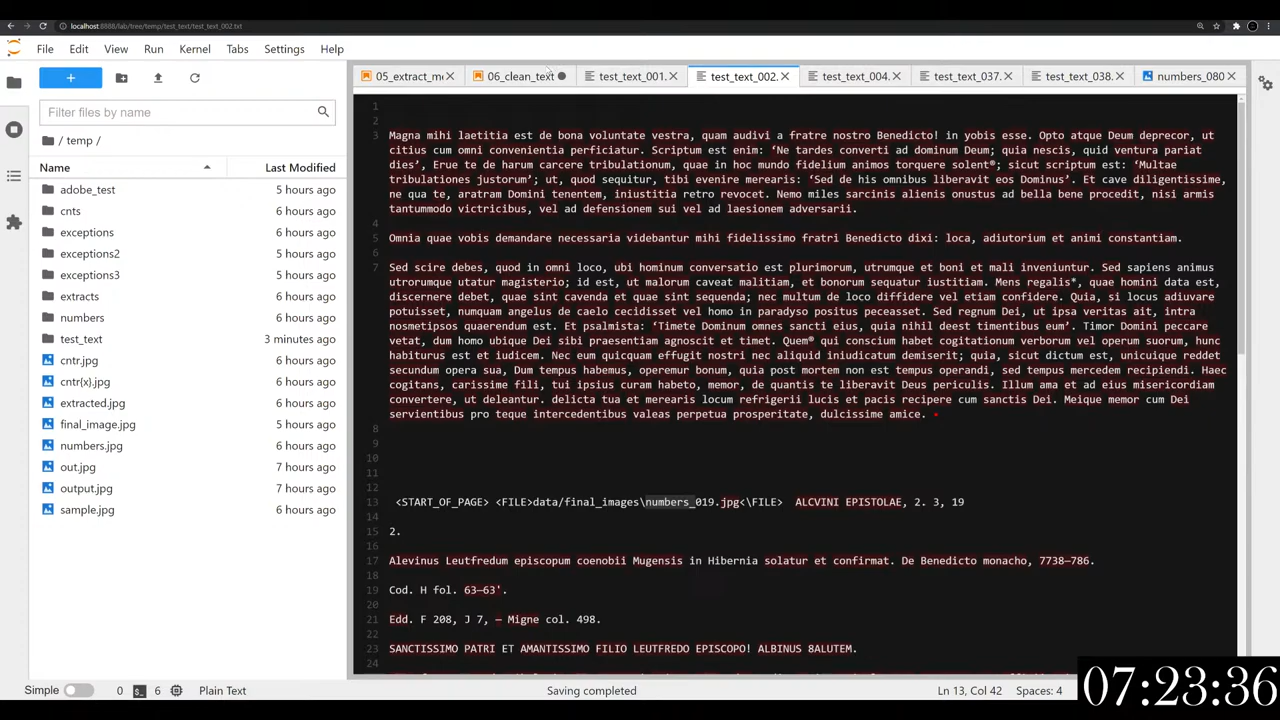 localhost:8888/lab/tree/temp/test_text/test_text_002.txt
File Edit View Run Kernel Tabs Settings Help
05_extract_me
06_clean_text
test_text_001.
test_text_002.
test_text_004.
test_text_037.
test_text_038.
numbers_080
+
Filter files by name
/ temp /
Name Last Modified
adobe_test 5 hours ago
cnts 6 hours ago
exceptions 6 hours ago
exceptions2 5 hours ago
exceptions3 5 hours ago
extracts 6 hours ago
numbers 6 hours ago
test_text 3 minutes ago
cntr.jpg 6 hours ago
cntr{x}.jpg 6 hours ago
extracted.jpg 6 hours ago
final_image.jpg 5 hours ago
numbers.jpg 6 hours ago
out.jpg 7 hours ago
output.jpg 7 hours ago
sample.jpg 6 hours ago
1
2
3 Magna mihi laetitia est de bona voluntate vestra, quam audivi a fratre nostro Benedicto! in yobis esse. Opto atque Deum deprecor, ut
citius cum omni convenientia perficiatur. Scriptum est enim: ‘Ne tardes converti ad dominum Deum; quia nescis, quid ventura pariat
dies’, Erue te de harum carcere tribulationum, quae in hoc mundo fidelium animos torquere solent®; sicut scriptum est: ‘Multae
tribulationes justorum’; ut, quod sequitur, tibi evenire merearis: ‘Sed de his omnibus liberavit eos Dominus’. Et cave diligentissime,
ne qua te, aratram Domini tenentem, iniustitia retro revocet. Nemo miles sarcinis alienis onustus ad bella bene procedit, nisi armis
tantummodo victricibus, vel ad defensionem sui vel ad laesionem adversarii.
4
5 Omnia quae vobis demandare necessaria videbantur mihi fidelissimo fratri Benedicto dixi: loca, adiutorium et animi constantiam.
6
7 Sed scire debes, quod in omni loco, ubi hominum conversatio est plurimorum, utrumque et boni et mali inveniuntur. Sed sapiens animus
utrorumque utatur magisterio; id est, ut malorum caveat malitiam, et bonorum sequatur iustitiam. Mens regalis*, quae homini data est,
discernere debet, quae sint cavenda et quae sint sequenda; nec multum de loco diffidere vel etiam confidere. Quia, si locus adiuvare
potuisset, numquam angelus de caelo cecidisset vel homo in paradyso positus peceasset. Sed regnum Dei, ut ipsa veritas ait, intra
nosmetipsos quaerendum est. Et psalmista: ‘Timete Dominum omnes sancti eius, quia nihil deest timentibus eum’. Timor Domini peccare
vetat, dum homo ubique Dei sibi praesentiam agnoscit et timet. Quem® qui conscium habet cogitationum verborum vel operum suorum, hunc
habiturus est et iudicem. Nec eum quicquam effugit nostri nec aliquid iniudicatum demiserit; quia, sicut dictum est, unicuique reddet
secundum opera sua, Dum tempus habemus, operemur bonum, quia post mortem non est tempus operandi, sed tempus mercedem recipiendi. Haec
cogitans, carissime fili, tui ipsius curam habeto, memor, de quantis te liberavit Deus periculis. Illum ama et ad eius misericordiam
convertere, ut deleantur. delicta tua et merearis locum refrigerii lucis et pacis recipere cum sanctis Dei. Meique memor cum Dei
servientibus pro teque intercedentibus valeas perpetua prosperitate, dulcissime amice. •
8
9
10
11
12
13 <START_OF_PAGE> <FILE>data/final_images\numbers_019.jpg<\FILE> ALCVINI EPISTOLAE, 2. 3, 19
14
15 2.
16
17 Alevinus Leutfredum episcopum coenobii Mugensis in Hibernia solatur et confirmat. De Benedicto monacho, 7738—786.
18
19 Cod. H fol. 63—63'.
20
21 Edd. F 208, J 7, — Migne col. 498.
22
23 SANCTISSIMO PATRI ET AMANTISSIMO FILIO LEUTFREDO EPISCOPO! ALBINUS 8ALUTEM.
24
Simple 0 6 Plain Text Saving completed Ln 13, Col 42 Spaces: 4
07:23:36